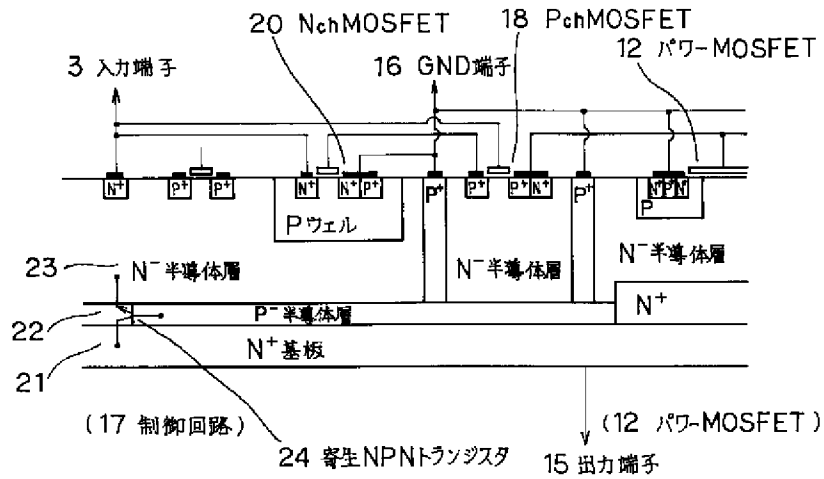 20 NchMOSFET
18 PchMOSFET
3 入力端子
16 GND端子
12 パワーMOSFET
N+ P+ P+ N+ N+ P+ P+ P+ P+ N+ P+ N+ P+ N+
Pウェル
P
23
N⁻半導体層
N⁻半導体層
N⁻半導体層
22
P⁻半導体層
N+
21
N+基板
(17 制御回路)
(12 パワーMOSFET)
24 寄生NPNトランジスタ
15 出力端子